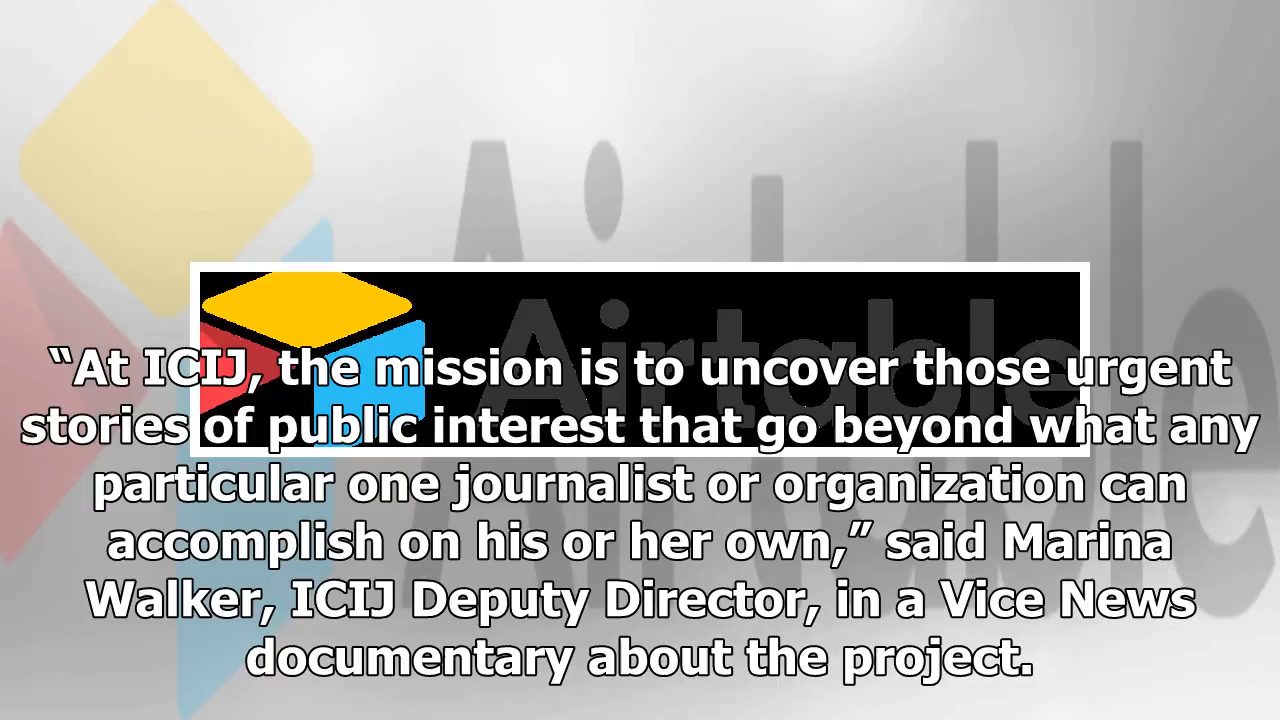 Airtable
Airtable
“At ICIJ, the mission is to uncover those urgent
stories of public interest that go beyond what any
particular one journalist or organization can
accomplish on his or her own,” said Marina
Walker, ICIJ Deputy Director, in a Vice News
documentary about the project.